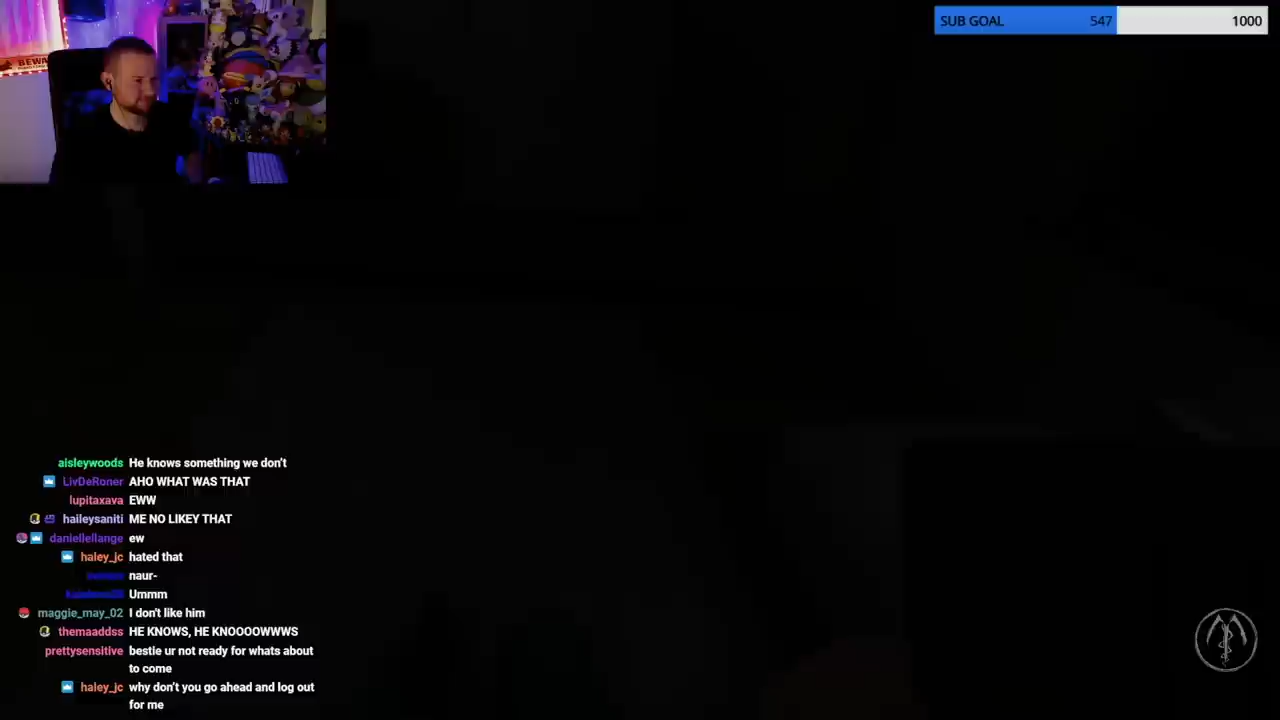 BEWA
SUB GOAL 547 1000
aisleywoods He knows something we don't
LivDeRoner AHO WHAT WAS THAT
lupitaxava EWW
haileysaniti ME NO LIKEY THAT
daniellellange ew
haley_jc hated that
naur-
Ummm
maggie_may_02 I don't like him
themaaddss HE KNOWS, HE KNOOOOWWWS
prettysensitive bestie ur not ready for whats about
to come
haley_jc why don't you go ahead and log out
for me